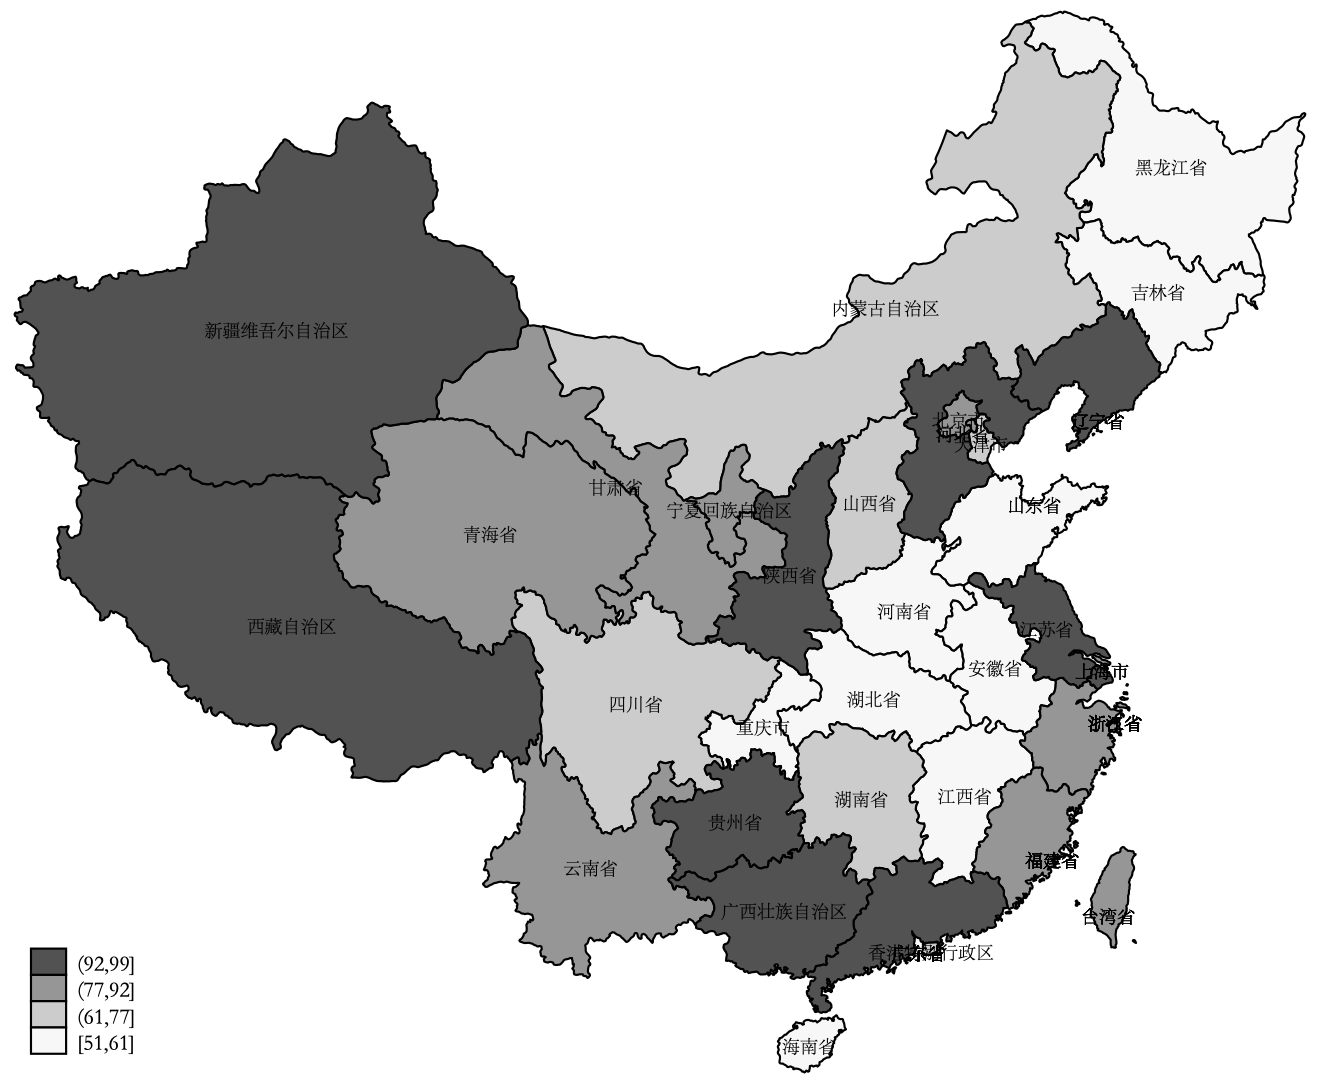 黑龙江省
吉林省
内蒙古自治区
新疆维吾尔自治区
北京市
辽宁省
河北省
天津市
甘肃省
宁夏回族自治区
山西省
山东省
青海省
陕西省
河南省
西藏自治区
江苏省
安徽省
上海市
四川省
湖北省
重庆市
浙江省
江西省
湖南省
贵州省
福建省
云南省
广西壮族自治区
台湾省
香港特别行政区
广东省
(92,99]
(77,92]
(61,77]
[51,61]
海南省